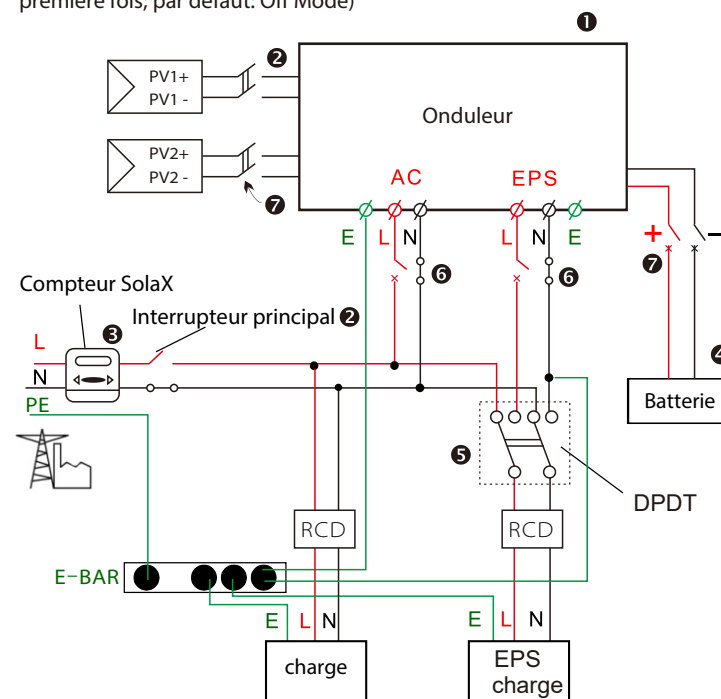 première fois; par défaut: Off Mode)
❶
❷
PV1+
PV1 -
Onduleur
PV2+
PV2 -
❼
AC
EPS
E L N
L N E
+
−
❻
❻
❼
Compteur SolaX
❸
Interrupteur principal ❷
L
N
PE
❹
Batterie
❺
DPDT
RCD
RCD
E-BAR
E L N
E L N
charge
EPS
charge